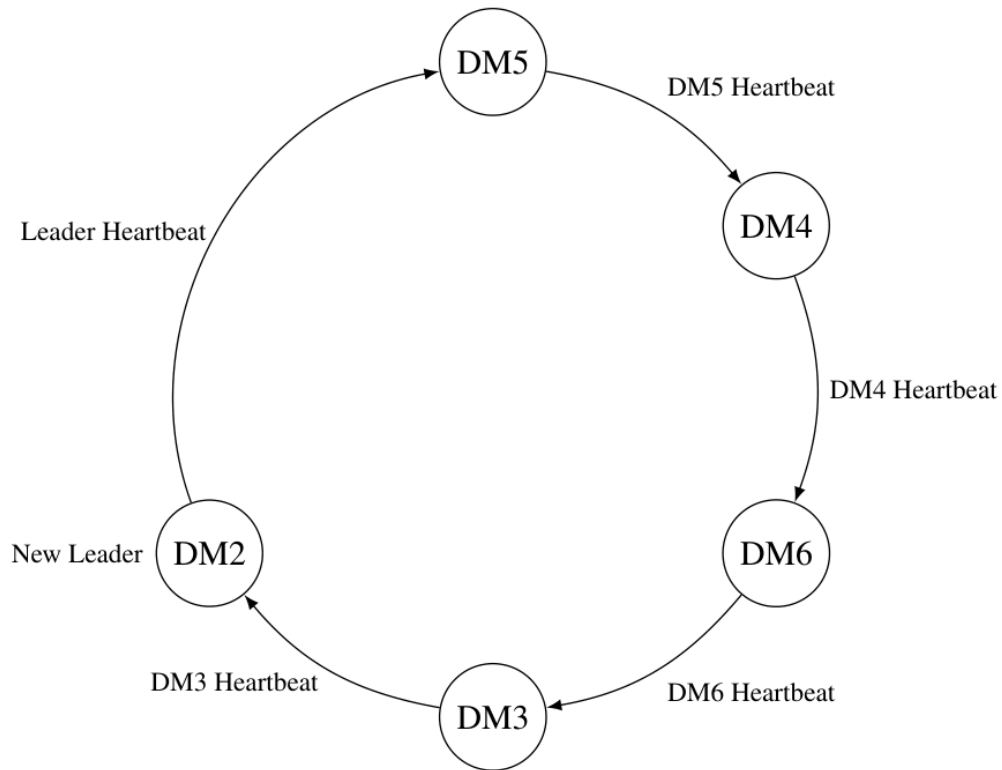 DM5
DM5 Heartbeat
DM4
Leader Heartbeat
DM4 Heartbeat
New Leader
DM2
DM6
DM3 Heartbeat
DM6 Heartbeat
DM3